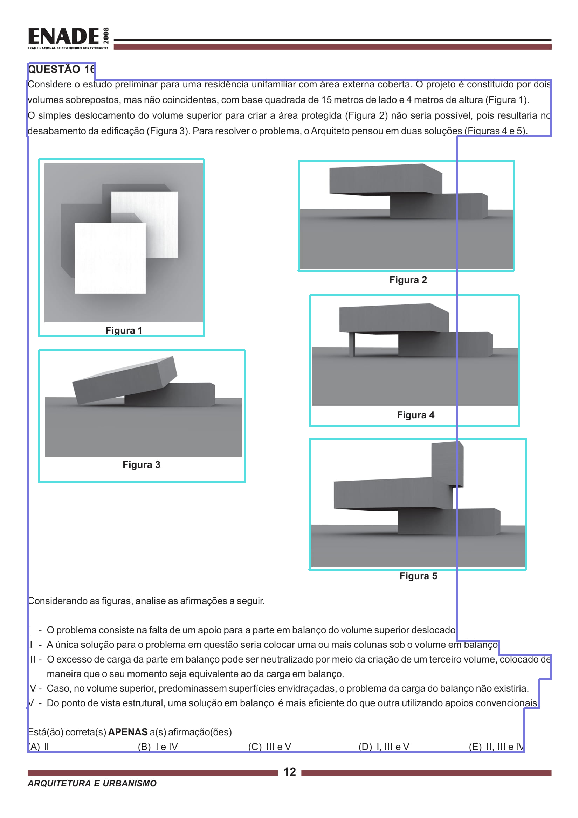 ENADE 2008
QUESTÃO 16
Considere o estudo preliminar para uma residência unifamiliar com área externa coberta. O projeto é constituído por dois
volumes sobrepostos, mas não coincidentes, com base quadrada de 15 metros de lado e 4 metros de altura (Figura 1).
O simples deslocamento do volume superior para criar a área protegida (Figura 2) não seria possível, pois resultaria no
desabamento da edificação (Figura 3). Para resolver o problema, o Arquiteto pensou em duas soluções (Figuras 4 e 5).
Figura 1
Figura 2
Figura 3
Figura 4
Figura 5
Considerando as figuras, analise as afirmações a seguir.
- O problema consiste na falta de um apoio para a parte em balanço do volume superior deslocado.
II - A única solução para o problema em questão seria colocar uma ou mais colunas sob o volume em balanço.
III - O excesso de carga da parte em balanço pode ser neutralizado por meio da criação de um terceiro volume, colocado de
maneira que o seu momento seja equivalente ao da carga em balanço.
IV - Caso, no volume superior, predominassem superfícies envidraçadas, o problema da carga do balanço não existiria.
V - Do ponto de vista estrutural, uma solução em balanço é mais eficiente do que outra utilizando apoios convencionais.
Está(ão) correta(s) APENAS a(s) afirmação(ões)
(A) II (B) I e IV (C) III e V (D) I, III e V (E) II, III e IV
12
ARQUITETURA E URBANISMO